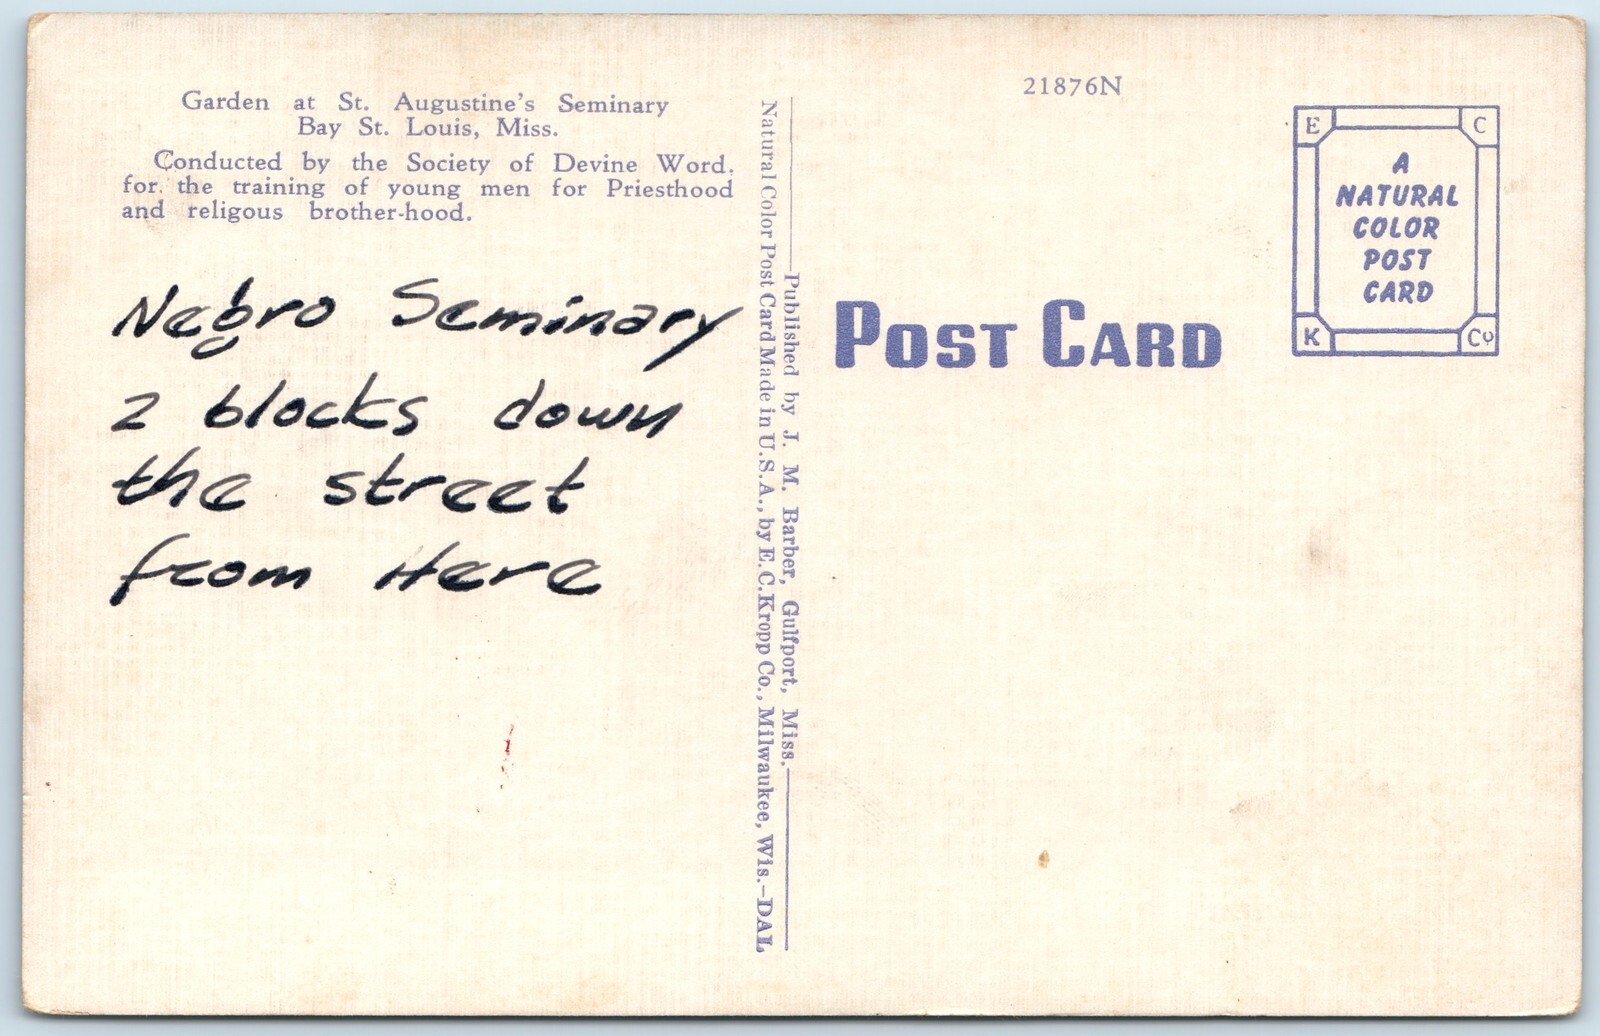 Garden at St. Augustine's Seminary
Bay St. Louis, Miss.
Conducted by the Society of Devine Word,
for the training of young men for Priesthood
and religous brother-hood.
Negro Seminary
2 blocks down
the street
from Here
Published by J. M. Barber, Gulfport, Miss.
Natural Color Post Card Made in U.S.A., by E. C. Kropp Co., Milwaukee, Wis.—DAL
21876N
POST CARD
E C
A
NATURAL
COLOR
POST
CARD
K Co